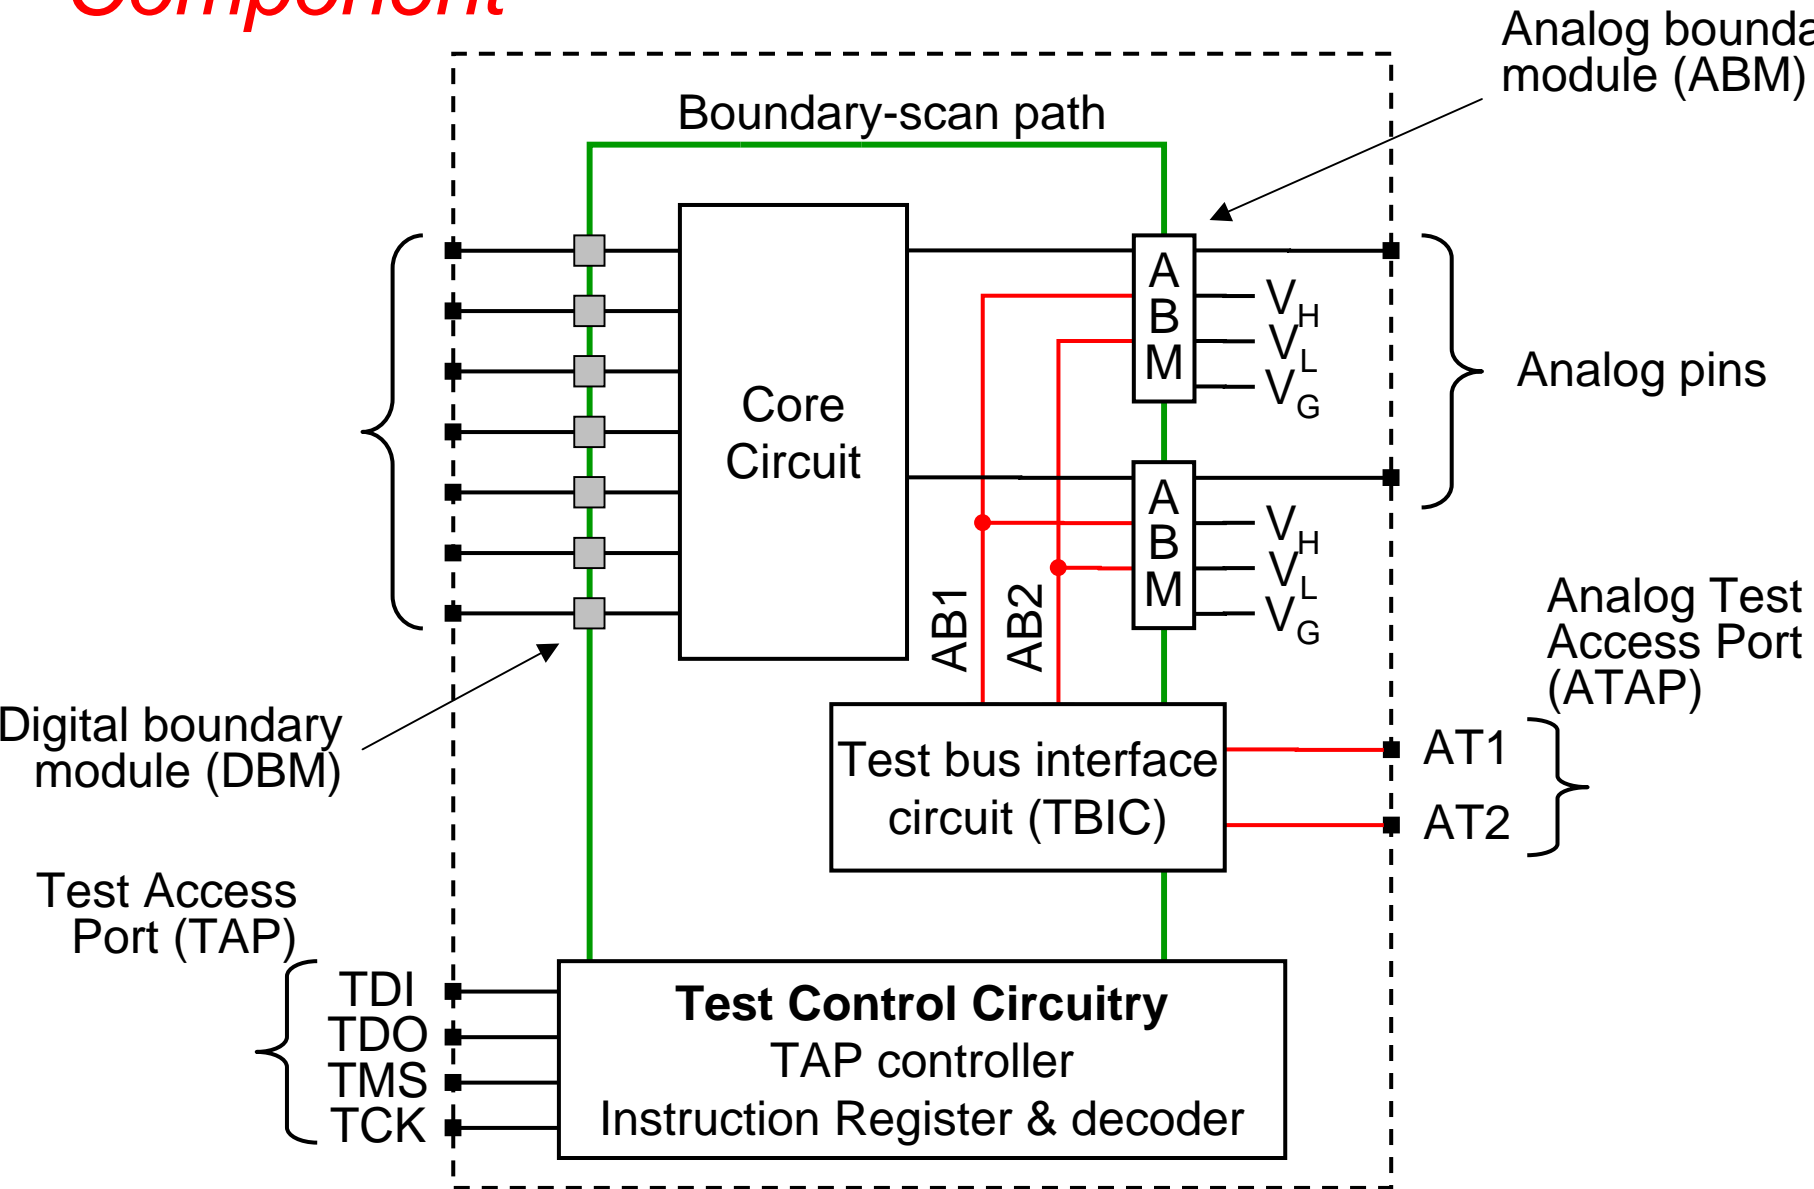 Component
Analog bounda
module (ABM)
Boundary-scan path
A
B
M
VH
VL
VG
Core
Circuit
Analog pins
A
B
M
VH
VL
VG
AB1
AB2
Analog Test
Access Port
(ATAP)
Digital boundary
module (DBM)
Test bus interface
circuit (TBIC)
AT1
AT2
Test Access
Port (TAP)
TDI
TDO
TMS
TCK
Test Control Circuitry
TAP controller
Instruction Register & decoder